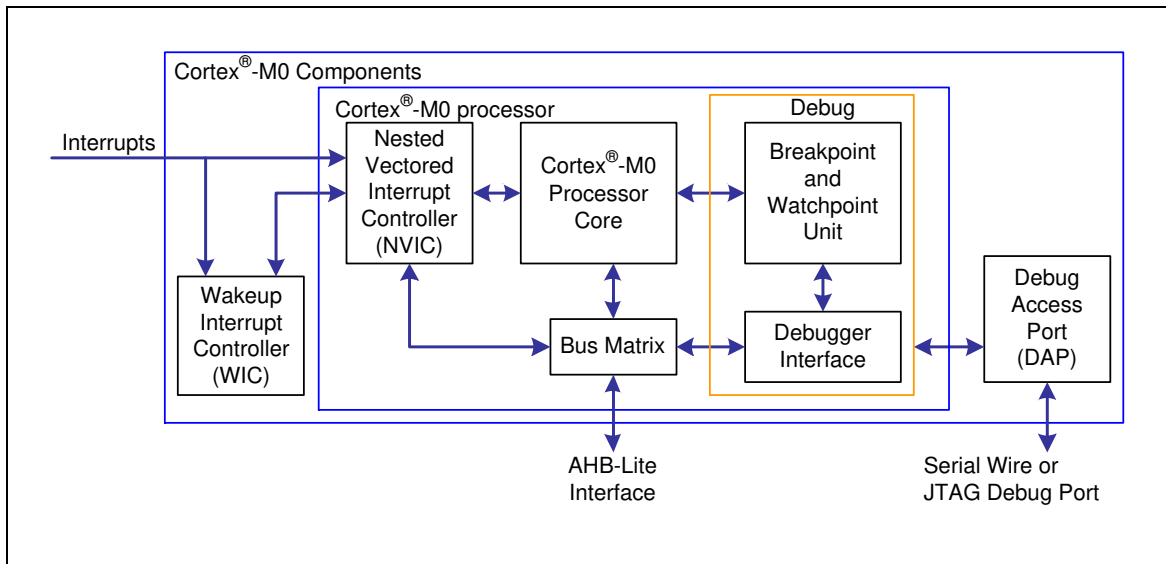 Cortex®-M0 Components
Cortex®-M0 processor
Debug
Interrupts
Nested
Vectored
Interrupt
Controller
(NVIC)
Cortex®-M0
Processor
Core
Breakpoint
and
Watchpoint
Unit
Wakeup
Interrupt
Controller
(WIC)
Bus Matrix
Debugger
Interface
Debug
Access
Port
(DAP)
AHB-Lite
Interface
Serial Wire or
JTAG Debug Port